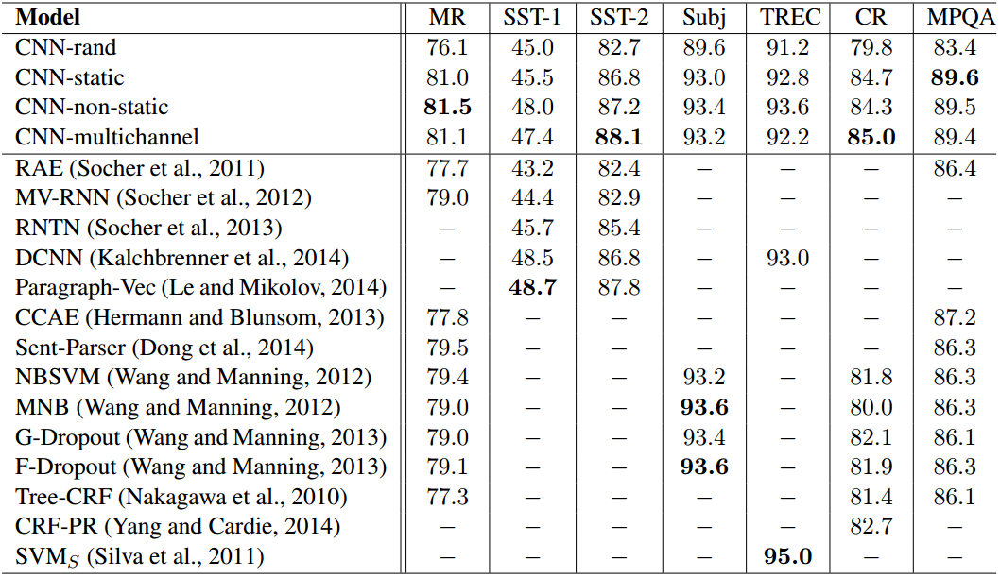 Model MR SST-1 SST-2 Subj TREC CR MPQA
CNN-rand 76.1 45.0 82.7 89.6 91.2 79.8 83.4
CNN-static 81.0 45.5 86.8 93.0 92.8 84.7 89.6
CNN-non-static 81.5 48.0 87.2 93.4 93.6 84.3 89.5
CNN-multichannel 81.1 47.4 88.1 93.2 92.2 85.0 89.4
RAE (Socher et al., 2011) 77.7 43.2 82.4 − − − 86.4
MV-RNN (Socher et al., 2012) 79.0 44.4 82.9 − − − −
RNTN (Socher et al., 2013) − 45.7 85.4 − − − −
DCNN (Kalchbrenner et al., 2014) − 48.5 86.8 − 93.0 − −
Paragraph-Vec (Le and Mikolov, 2014) − 48.7 87.8 − − − −
CCAE (Hermann and Blunsom, 2013) 77.8 − − − − − 87.2
Sent-Parser (Dong et al., 2014) 79.5 − − − − − 86.3
NBSVM (Wang and Manning, 2012) 79.4 − − 93.2 − 81.8 86.3
MNB (Wang and Manning, 2012) 79.0 − − 93.6 − 80.0 86.3
G-Dropout (Wang and Manning, 2013) 79.0 − − 93.4 − 82.1 86.1
F-Dropout (Wang and Manning, 2013) 79.1 − − 93.6 − 81.9 86.3
Tree-CRF (Nakagawa et al., 2010) 77.3 − − − − 81.4 86.1
CRF-PR (Yang and Cardie, 2014) − − − − − 82.7 −
SVMS (Silva et al., 2011) − − − − 95.0 − −